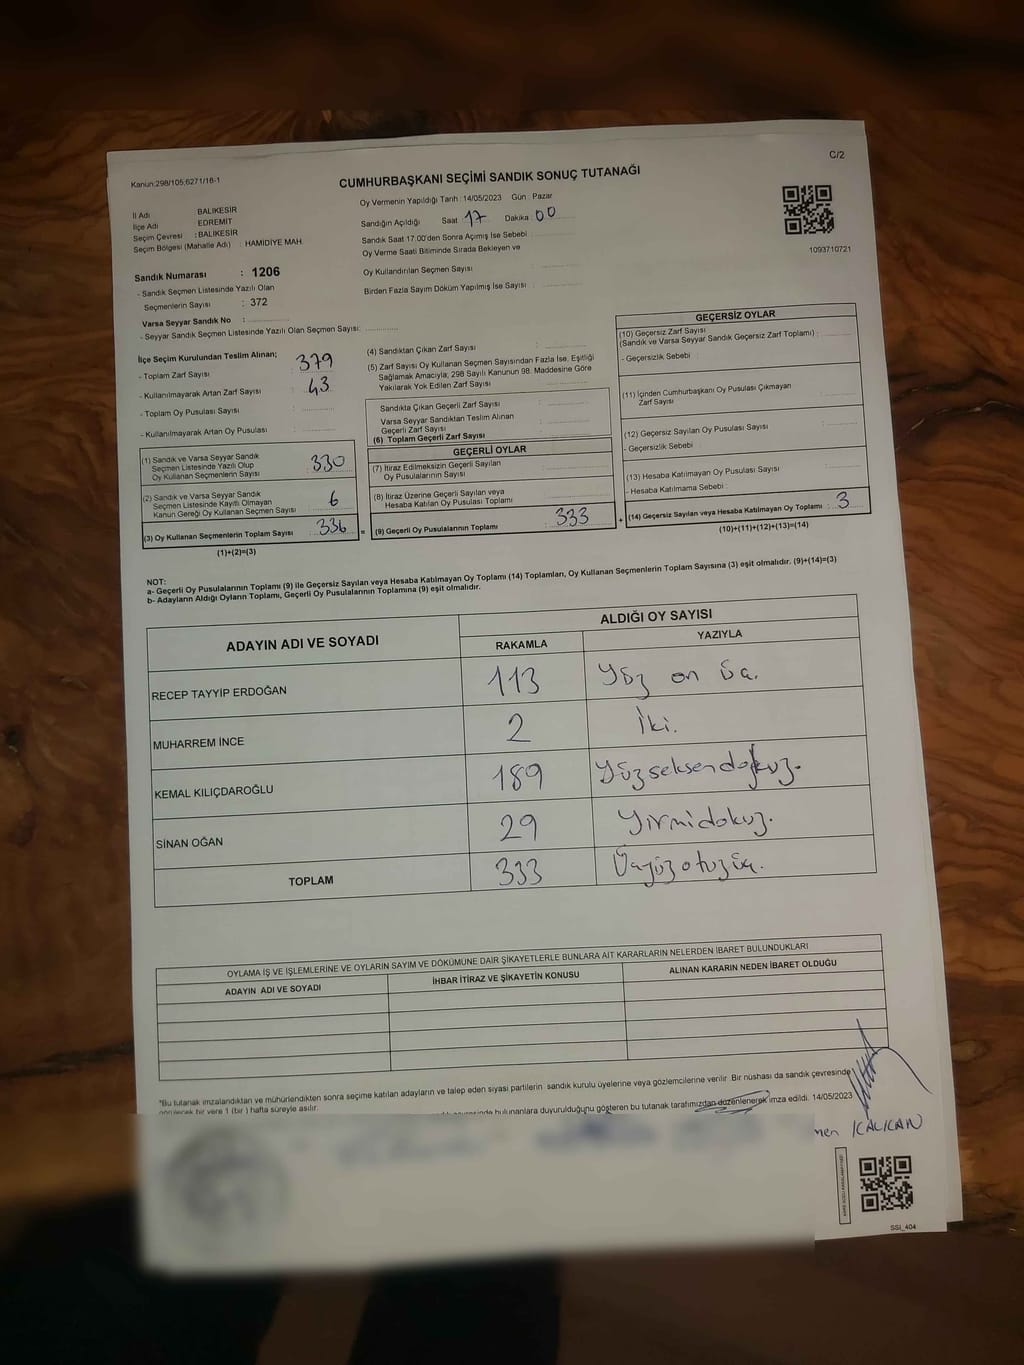 Kanun:298/105;6271/16-1
C/2
CUMHURBAŞKANI SEÇİMİ SANDIK SONUÇ TUTANAĞI
İl Adı BALIKESİR
İlçe Adı EDREMİT
Seçim Çevresi : BALIKESİR
Seçim Bölgesi (Mahalle Adı) : HAMİDİYE MAH.
Oy Vermenin Yapıldığı Tarih : 14/05/2023 Gün : Pazar
Sandığın Açıldığı Saat 17 Dakika : 00
Sandık Saat 17:00'den Sonra Açımış İse Sebebi :
Oy Verme Saati Bitiminde Sırada Bekleyen ve
Oy Kullandırılan Seçmen Sayısı :
Birden Fazla Sayım Döküm Yapılmış İse Sayısı :
1093710721
Sandık Numarası : 1206
- Sandık Seçmen Listesinde Yazılı Olan
Seçmenlerin Sayısı : 372
Varsa Seyyar Sandık No :
- Seyyar Sandık Seçmen Listesinde Yazılı Olan Seçmen Sayısı:
İlçe Seçim Kurulundan Teslim Alınan;
- Toplam Zarf Sayısı : 379
- Kullanılmayarak Artan Zarf Sayısı : 43
- Toplam Oy Pusulası Sayısı :
- Kullanılmayarak Artan Oy Pusulası :
(1) Sandık ve Varsa Seyyar Sandık
Seçmen Listesinde Yazılı Olup
Oy Kullanan Seçmenlerin Sayısı : 330
(2) Sandık ve Varsa Seyyar Sandık
Seçmen Listesinde Kayıtlı Olmayan
Kanun Gereği Oy Kullanan Seçmen Sayısı : 6
(3) Oy Kullanan Seçmenlerin Toplam Sayısı : 336
(1)+(2)=(3)
(4) Sandıktan Çıkan Zarf Sayısı :
(5) Zarf Sayısı Oy Kullanan Seçmen Sayısından Fazla İse, Eşitliği
Sağlamak Amacıyla; 298 Sayılı Kanunun 98. Maddesine Göre
Yakılarak Yok Edilen Zarf Sayısı :
Sandıkta Çıkan Geçerli Zarf Sayısı :
Varsa Seyyar Sandıktan Teslim Alınan
Geçerli Zarf Sayısı :
(6) Toplam Geçerli Zarf Sayısı
GEÇERLİ OYLAR
(7) İtiraz Edilmeksizin Geçerli Sayılan
Oy Pusulalarının Sayısı :
(8) İtiraz Üzerine Geçerli Sayılan veya
Hesaba Katılan Oy Pusulası Toplamı :
= (9) Geçerli Oy Pusulalarının Toplamı : 333
GEÇERSİZ OYLAR
(10) Geçersiz Zarf Sayısı
(Sandık ve Varsa Seyyar Sandık Geçersiz Zarf Toplamı) :
- Geçersizlik Sebebi :
(11) İçinden Cumhurbaşkanı Oy Pusulası Çıkmayan
Zarf Sayısı :
(12) Geçersiz Sayılan Oy Pusulası Sayısı :
- Geçersizlik Sebebi :
(13) Hesaba Katılmayan Oy Pusulası Sayısı :
- Hesaba Katılmama Sebebi :
+ (14) Geçersiz Sayılan veya Hesaba Katılmayan Oy Toplamı : 3
(10)+(11)+(12)+(13)=(14)
NOT:
a- Geçerli Oy Pusulalarının Toplamı (9) ile Geçersiz Sayılan veya Hesaba Katılmayan Oy Toplamı (14) Toplamları, Oy Kullanan Seçmenlerin Toplam Sayısına (3) eşit olmalıdır. (9)+(14)=(3)
b- Adayların Aldığı Oyların Toplamı, Geçerli Oy Pusulalarının Toplamına (9) eşit olmalıdır.
ADAYIN ADI VE SOYADI ALDIĞI OY SAYISI
RAKAMLA YAZIYLA
RECEP TAYYİP ERDOĞAN 113 Yüz on üç.
MUHARREM İNCE 2 İki.
KEMAL KILIÇDAROĞLU 189 Yüzseksendokuz.
SİNAN OĞAN 29 Yirmidokuz.
TOPLAM 333 Üçyüzotuzüç.
OYLAMA İŞ VE İŞLEMLERİNE VE OYLARIN SAYIM VE DÖKÜMÜNE DAİR ŞİKAYETLERLE BUNLARA AİT KARARLARIN NELERDEN İBARET BULUNDUKLARI
ADAYIN ADI VE SOYADI İHBAR İTİRAZ VE ŞİKAYETİN KONUSU ALINAN KARARIN NEDEN İBARET OLDUĞU
*Bu tutanak imzalandıktan ve mühürlendikten sonra seçime katılan adayların ve talep eden siyasi partilerin sandık kurulu üyelerine veya gözlemcilerine verilir. Bir nüshası da sandık çevresinde
görülecek bir yere 1 (bir) hafta süreyle asılır.
bulunanlara duyurulduğunu gösteren bu tutanak tarafımızdan düzenlenerek imza edildi. 14/05/2023
men KALKAN
SSI_404